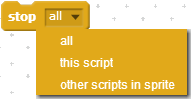 stop all
all
this script
other scripts in sprite